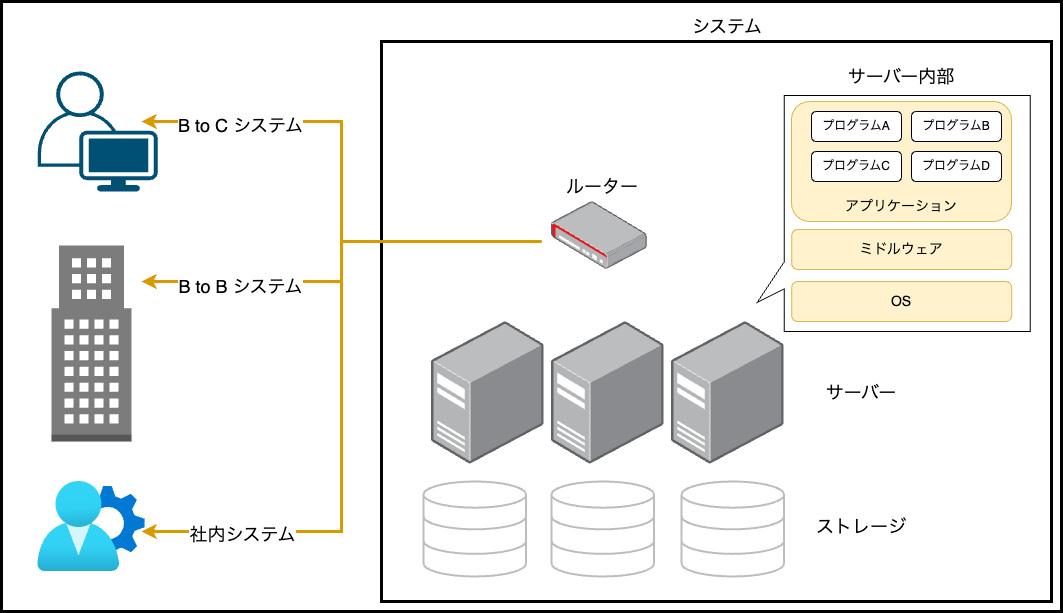 システム
サーバー内部
プログラムA
プログラムB
プログラムC
プログラムD
アプリケーション
ミドルウェア
OS
B to C システム
ルーター
B to B システム
サーバー
社内システム
ストレージ